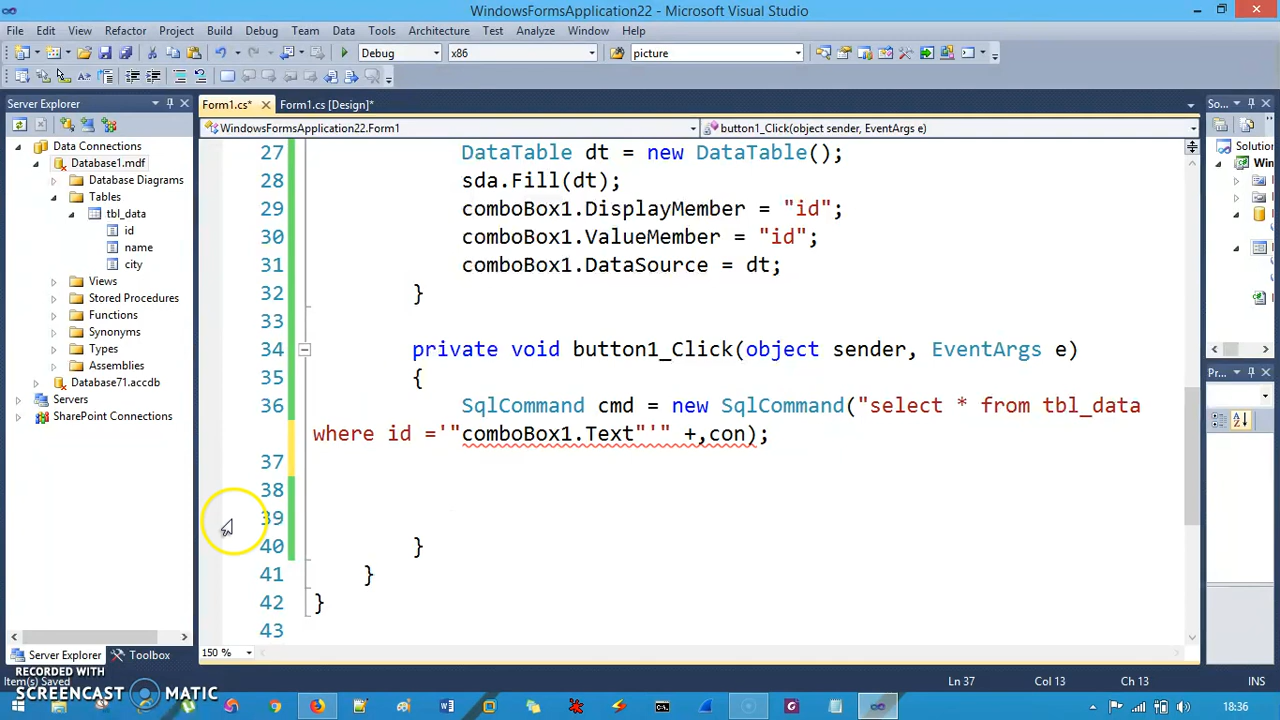 WindowsFormsApplication22 - Microsoft Visual Studio
File Edit View Refactor Project Build Debug Team Data Tools Architecture Test Analyze Window Help
Debug x86 picture
Server Explorer
Form1.cs* Form1.cs [Design]*
So...
WindowsFormsApplication22.Form1 button1_Click(object sender, EventArgs e)
Data Connections
Database1.mdf
Database Diagrams
Tables
tbl_data
id
name
city
Views
Stored Procedures
Functions
Synonyms
Types
Assemblies
Database71.accdb
Servers
SharePoint Connections
27 DataTable dt = new DataTable();
28 sda.Fill(dt);
29 comboBox1.DisplayMember = "id";
30 comboBox1.ValueMember = "id";
31 comboBox1.DataSource = dt;
32 }
33
34 private void button1_Click(object sender, EventArgs e)
35 {
36 SqlCommand cmd = new SqlCommand("select * from tbl_data
where id ='"comboBox1.Text"'" +,con);
37
38
39
40 }
41 }
42 }
43
Solution
Win
Pr...
150 %
Server Explorer Toolbox
RECORDED WITH
SCREENCAST MATIC
Item(s) Saved Ln 37 Col 13 Ch 13 INS
18:36